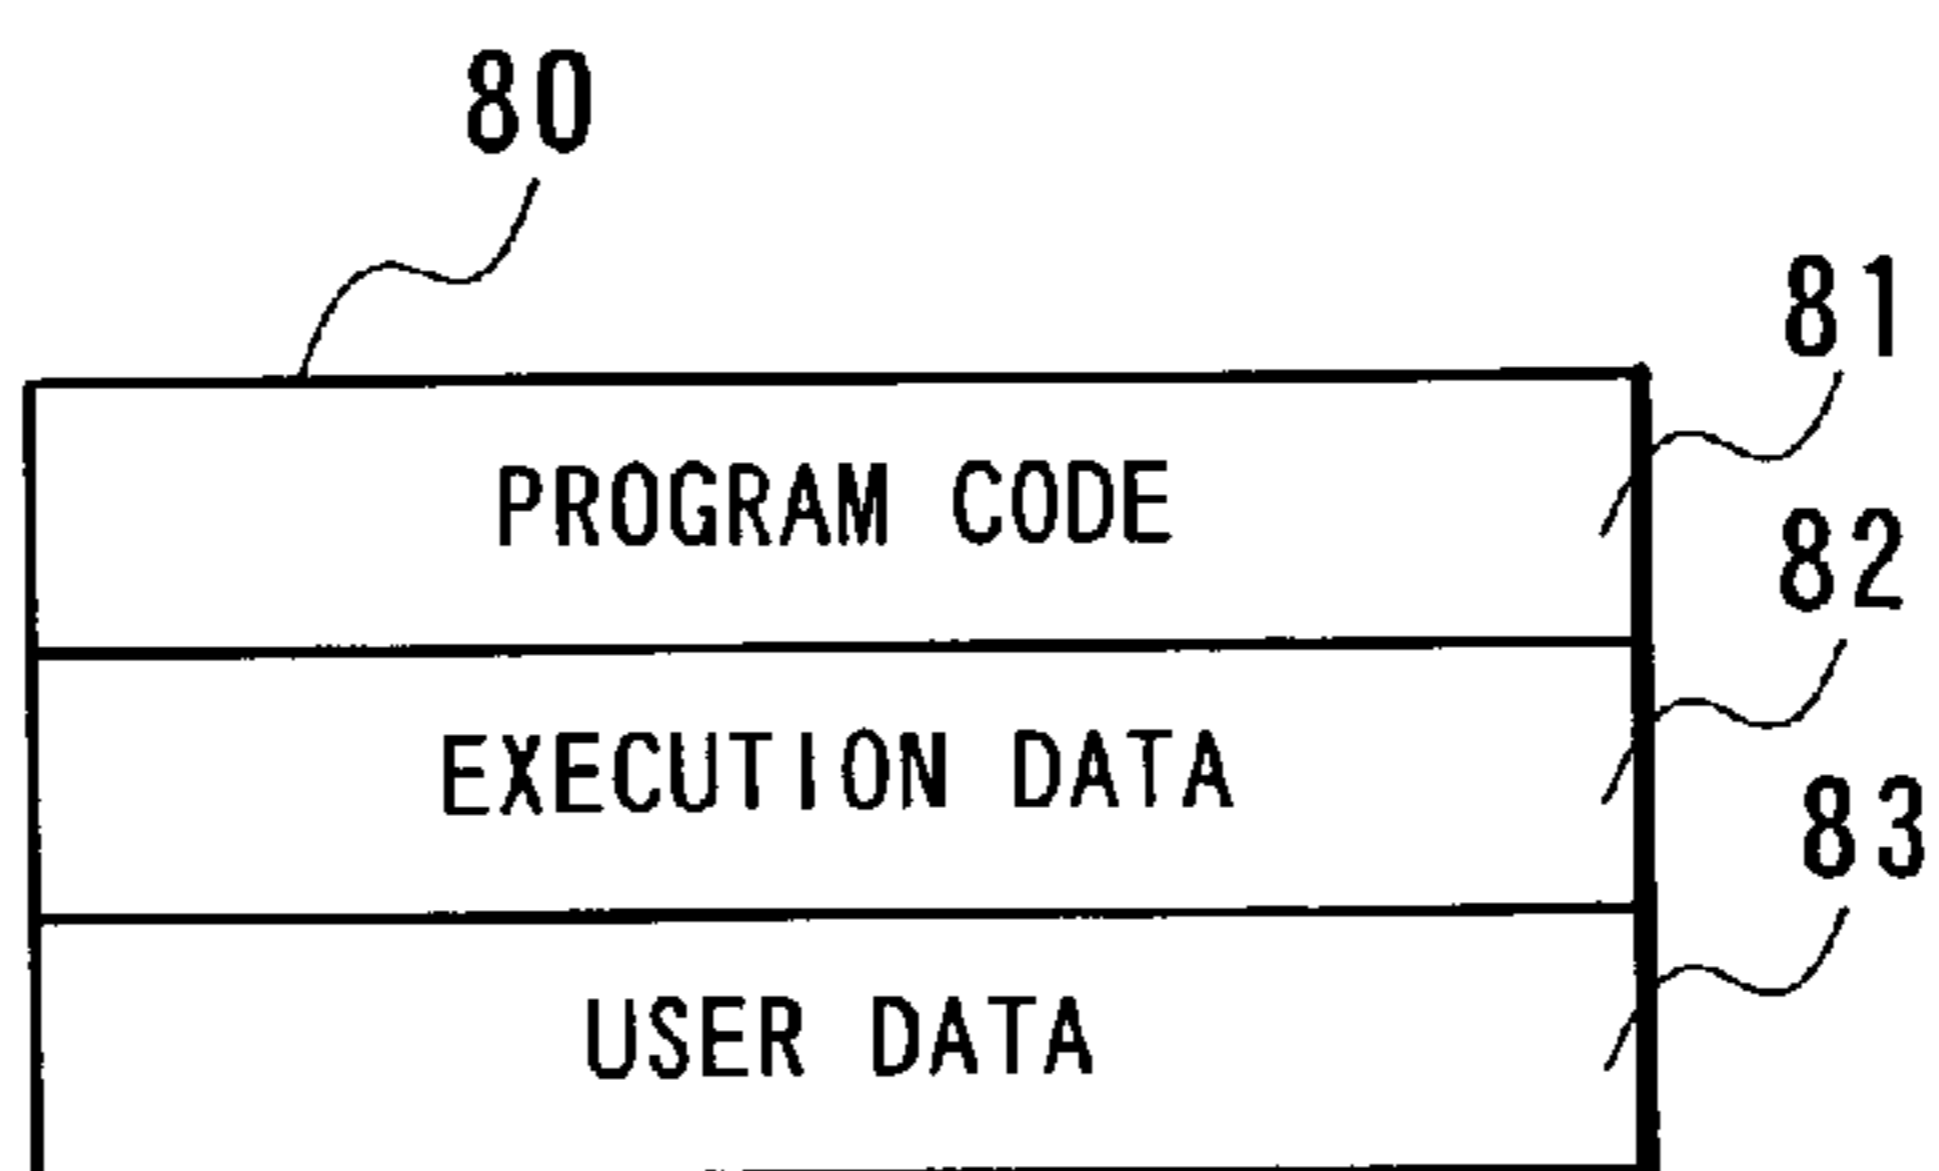 80
81
PROGRAM CODE
82
EXECUTION DATA
83
USER DATA